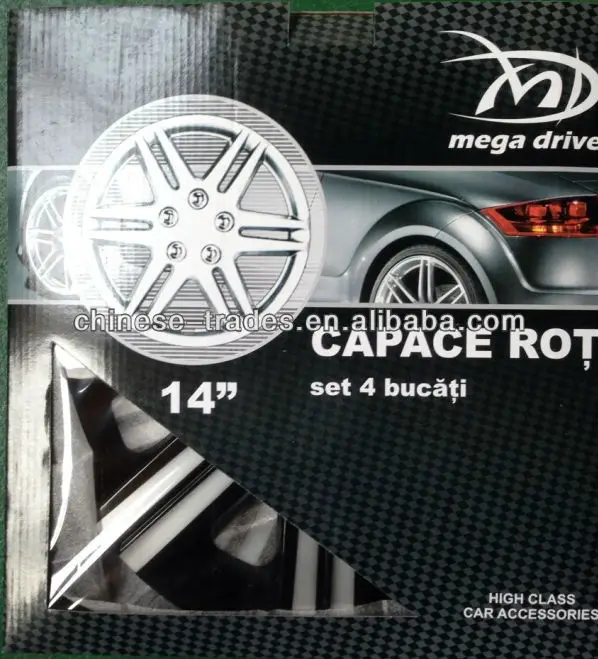 mega drive
chinese_trades.en.alibaba.com
CAPACE ROȚ
14”
set 4 bucăți
HIGH CLASS
CAR ACCESSORIES